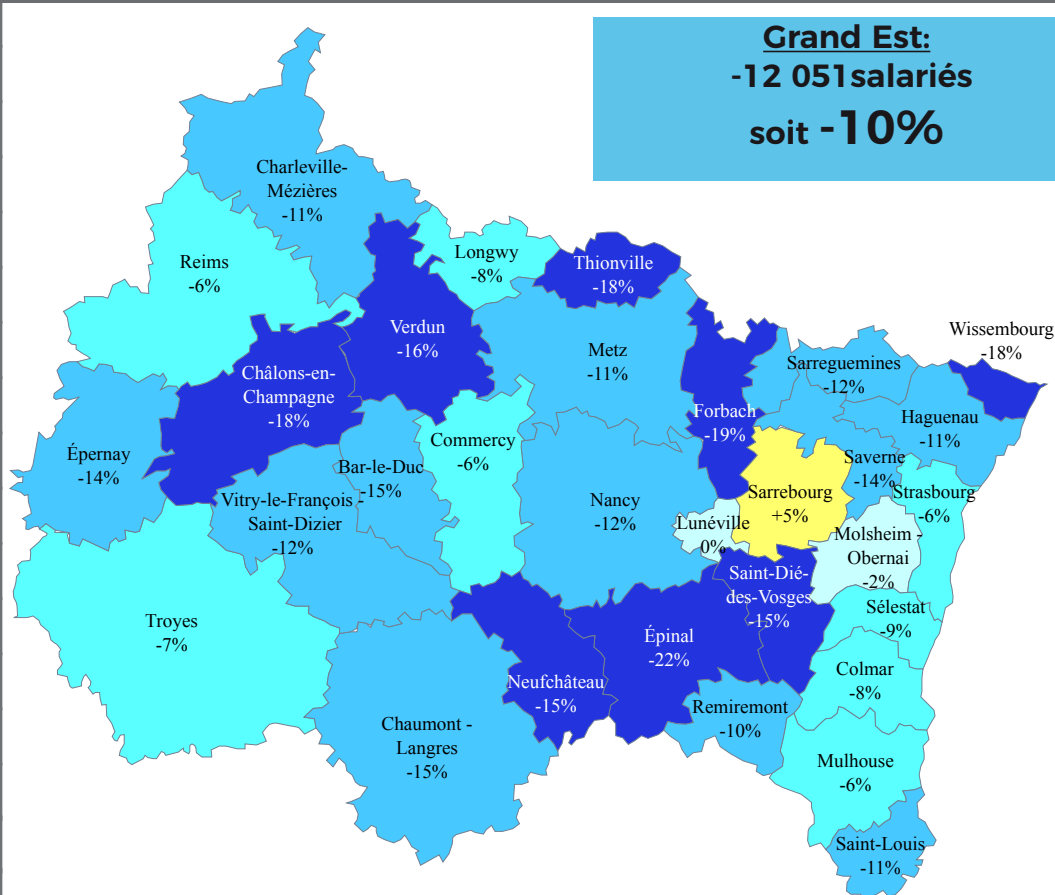 Grand Est:
-12 051salariés
soit -10%
Charleville-
Mézières
-11%
Reims
-6%
Longwy
-8%
Thionville
-18%
Verdun
-16%
Metz
-11%
Wissembourg
-18%
Sarreguemines
-12%
Châlons-en-
Champagne
-18%
Forbach
-19%
Haguenau
-11%
Épernay
-14%
Bar-le-Duc
-15%
Commercy
-6%
Saverne
-14%
Sarrebourg
+5%
Strasbourg
-6%
Vitry-le-François -
Saint-Dizier
-12%
Nancy
-12%
Lunéville
0%
Molsheim -
Obernai
-2%
Saint-Dié-
des-Vosges
-15%
Sélestat
-9%
Troyes
-7%
Épinal
-22%
Neufchâteau
-15%
Colmar
-8%
Remiremont
-10%
Chaumont -
Langres
-15%
Mulhouse
-6%
Saint-Louis
-11%